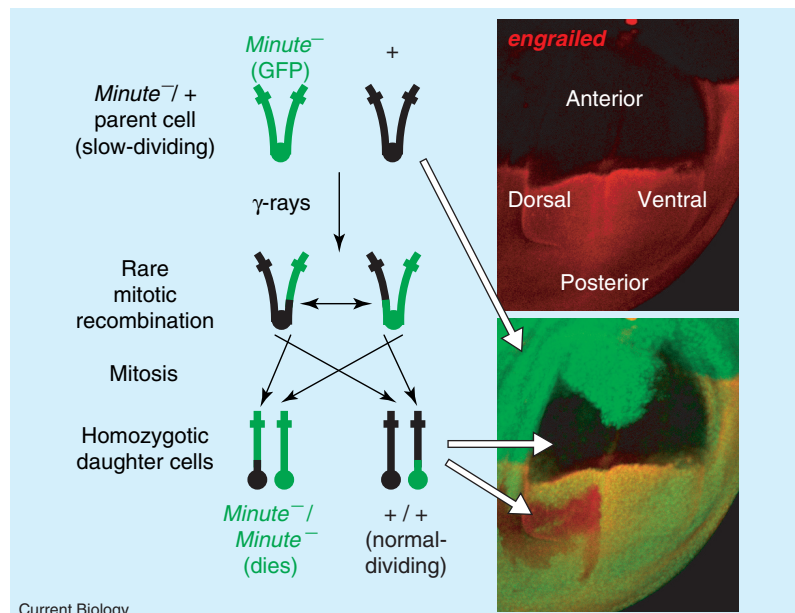 Minute⁻
(GFP)
+
Minute⁻/ +
parent cell
(slow-dividing)
γ-rays
Rare
mitotic
recombination
Mitosis
Homozygotic
daughter cells
Minute⁻/
Minute⁻
(dies)
+ / +
(normal-
dividing)
engrailed
Anterior
Dorsal
Ventral
Posterior
Current Biology